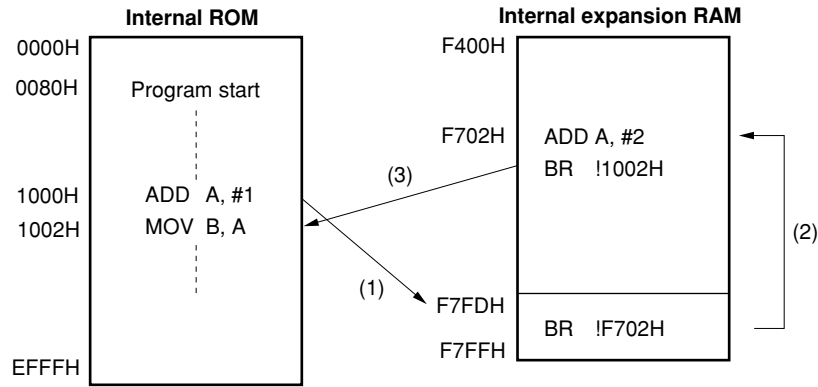 Internal ROM
0000H
0080H
Program start
1000H
ADD A, #1
1002H
MOV B, A
EFFFH
(1)
(3)
Internal expansion RAM
F400H
F702H
ADD A, #2
BR !1002H
(2)
F7FDH
BR !F702H
F7FFH